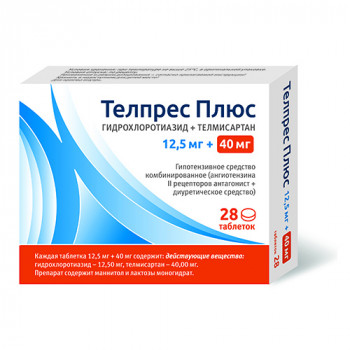 Телпрес Плюс
ГИДРОХЛОРОТИАЗИД + ТЕЛМИСАРТАН
12,5 мг + 40 мг
Гипотензивное средство
комбинированное (ангиотензина
II рецепторов антагонист +
диуретическое средство)
28
таблеток
Каждая таблетка 12,5 мг + 40 мг содержит: действующие вещества:
гидрохлоротиазид – 12,50 мг, телмисартан – 40,00 мг.
Препарат содержит маннитол и лактозы моногидрат.
Телпрес Плюс
12,5 мг + 40 мг
таблеток 28